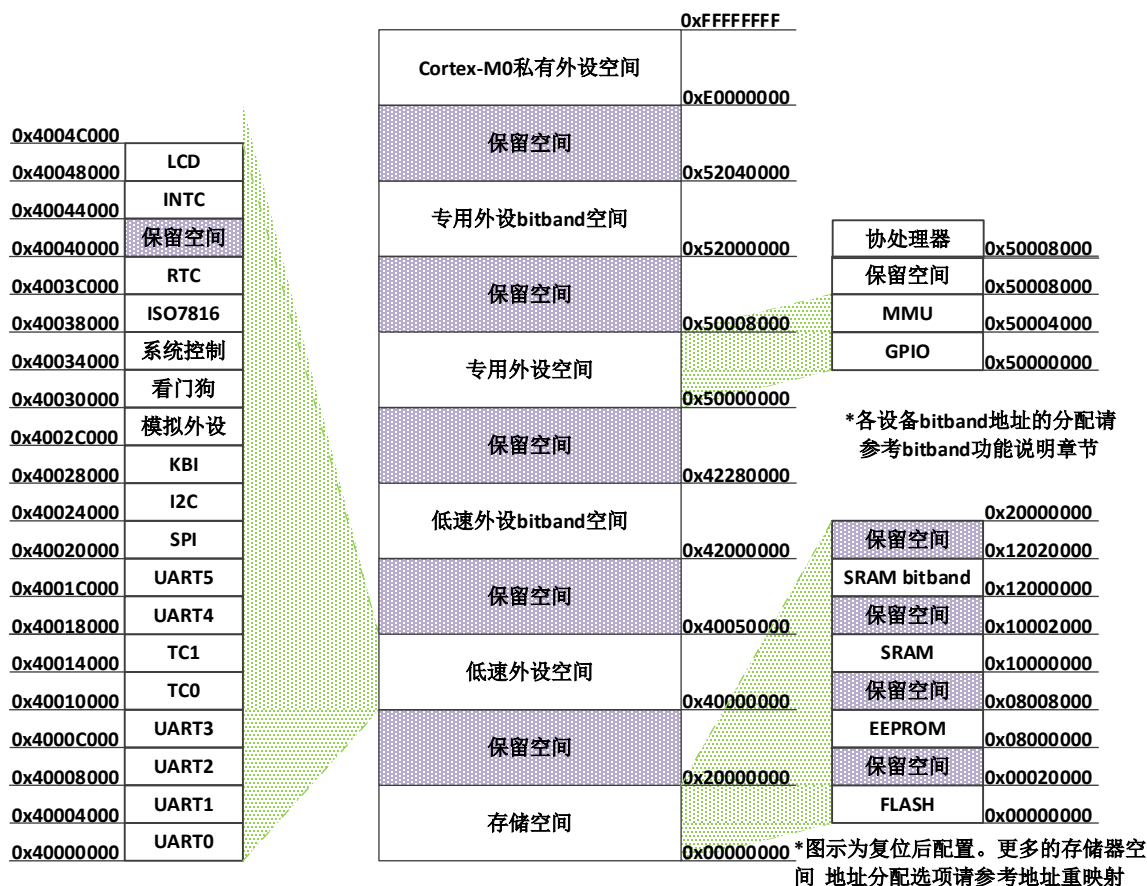 0xFFFFFFFF
Cortex-M0私有外设空间
0xE0000000
保留空间
0x52040000
专用外设bitband空间
0x52000000
保留空间
0x50008000
专用外设空间
0x50000000
保留空间
0x42280000
低速外设bitband空间
0x42000000
保留空间
0x40050000
低速外设空间
0x40000000
保留空间
0x20000000
存储空间
0x00000000
0x4004C000
LCD
0x40048000
INTC
0x40044000
保留空间
0x40040000
RTC
0x4003C000
ISO7816
0x40038000
系统控制
0x40034000
看门狗
0x40030000
模拟外设
0x4002C000
KBI
0x40028000
I2C
0x40024000
SPI
0x40020000
UART5
0x4001C000
UART4
0x40018000
TC1
0x40014000
TC0
0x40010000
UART3
0x4000C000
UART2
0x40008000
UART1
0x40004000
UART0
0x40000000
协处理器
0x50008000
保留空间
0x50008000
MMU
0x50004000
GPIO
0x50000000
*各设备bitband地址的分配请
参考bitband功能说明章节
0x20000000
保留空间
0x12020000
SRAM bitband
0x12000000
保留空间
0x10002000
SRAM
0x10000000
保留空间
0x08008000
EEPROM
0x08000000
保留空间
0x00020000
FLASH
0x00000000
*图示为复位后配置。更多的存储器空
间 地址分配选项请参考地址重映射